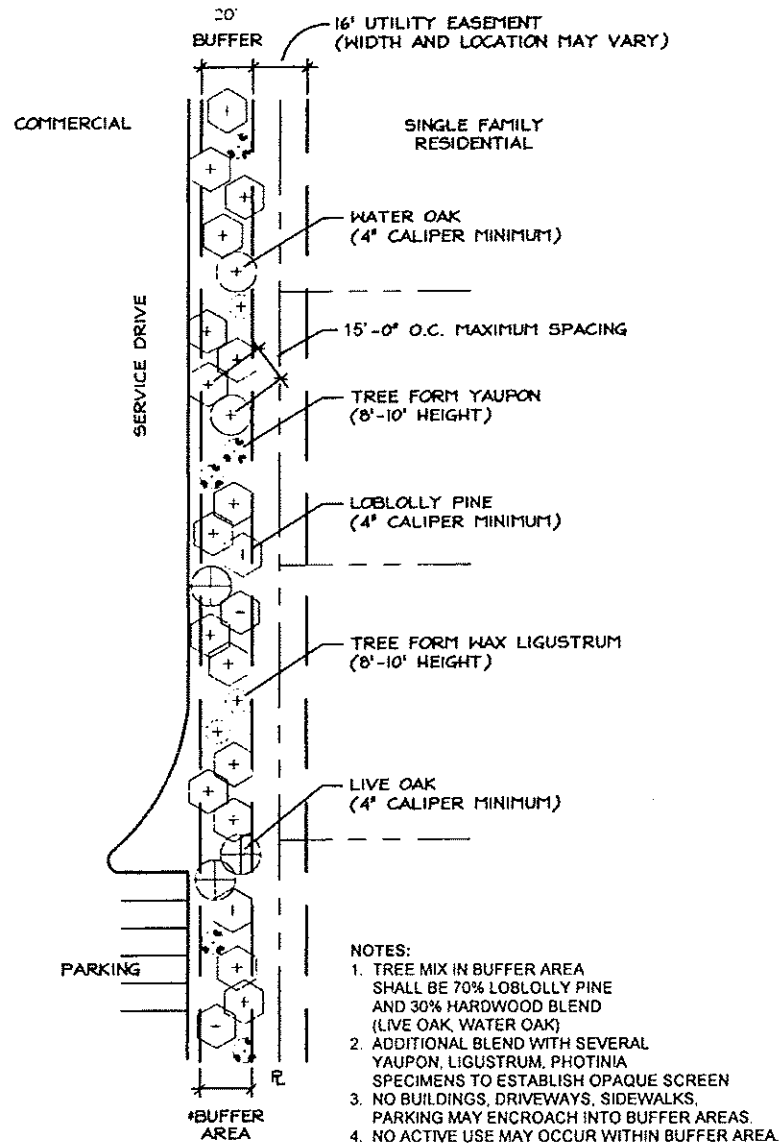 20'
BUFFER
16' UTILITY EASEMENT
(WIDTH AND LOCATION MAY VARY)
COMMERCIAL
SINGLE FAMILY
RESIDENTIAL
WATER OAK
(4" CALIPER MINIMUM)
SERVICE DRIVE
15'-0" O.C. MAXIMUM SPACING
TREE FORM YAUPON
(8'-10' HEIGHT)
LOBLOLLY PINE
(4" CALIPER MINIMUM)
TREE FORM WAX LIGUSTRUM
(8'-10' HEIGHT)
LIVE OAK
(4" CALIPER MINIMUM)
PARKING
NOTES:
1. TREE MIX IN BUFFER AREA
SHALL BE 70% LOBLOLLY PINE
AND 30% HARDWOOD BLEND
(LIVE OAK, WATER OAK)
2. ADDITIONAL BLEND WITH SEVERAL
YAUPON, LIGUSTRUM, PHOTINIA
SPECIMENS TO ESTABLISH OPAQUE SCREEN
3. NO BUILDINGS, DRIVEWAYS, SIDEWALKS,
PARKING MAY ENCROACH INTO BUFFER AREAS.
4. NO ACTIVE USE MAY OCCUR WITHIN BUFFER AREA
PL
*BUFFER
AREA